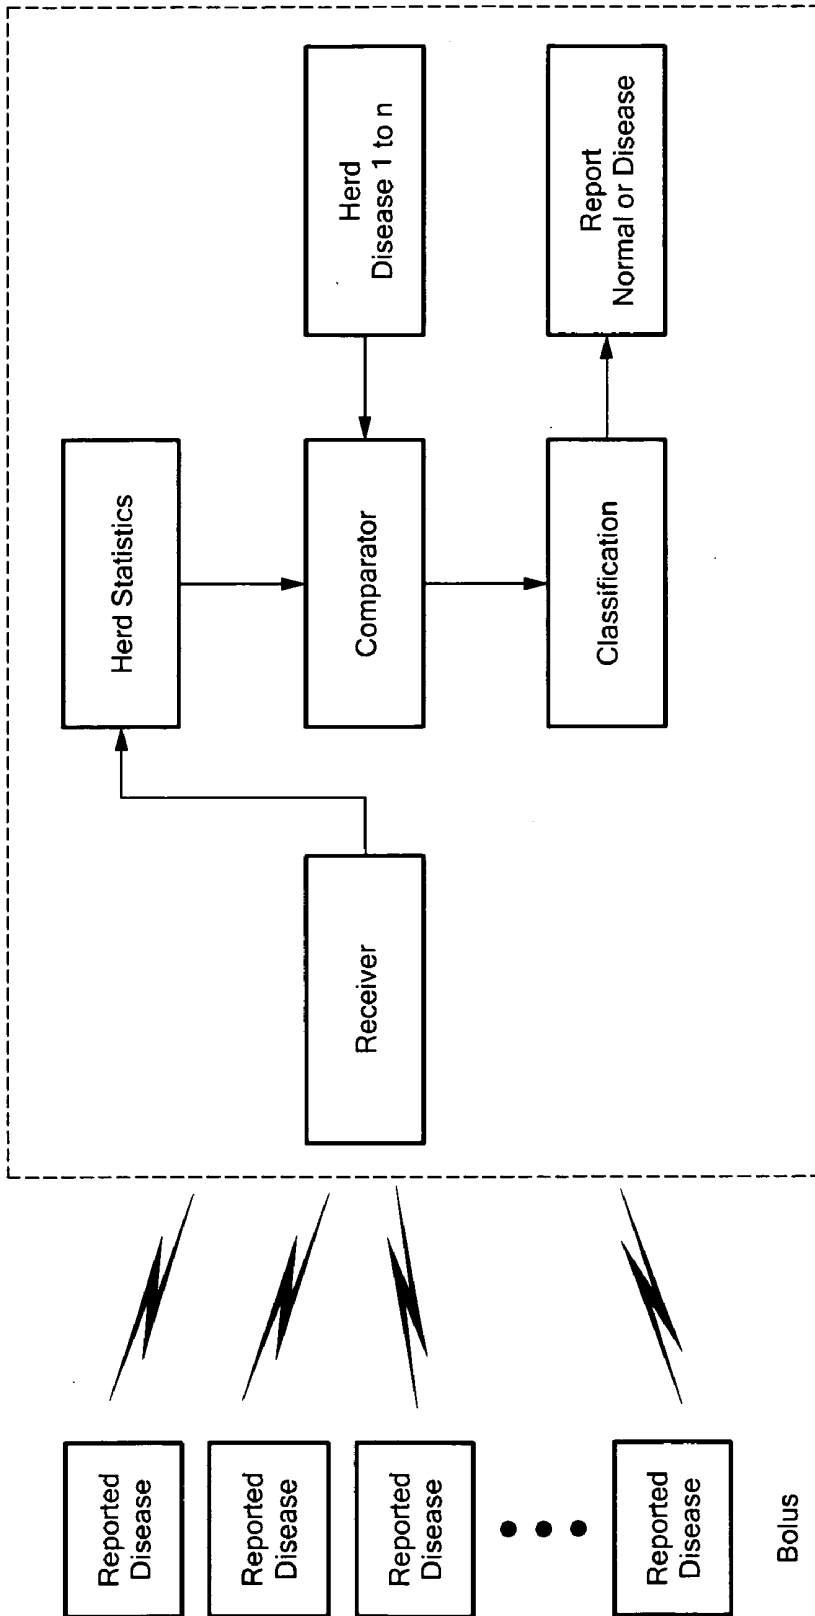 Reported
Disease
Reported
Disease
Reported
Disease
Reported
Disease
Bolus
Receiver
Herd Statistics
Comparator
Classification
Herd
Disease 1 to n
Report
Normal or Disease